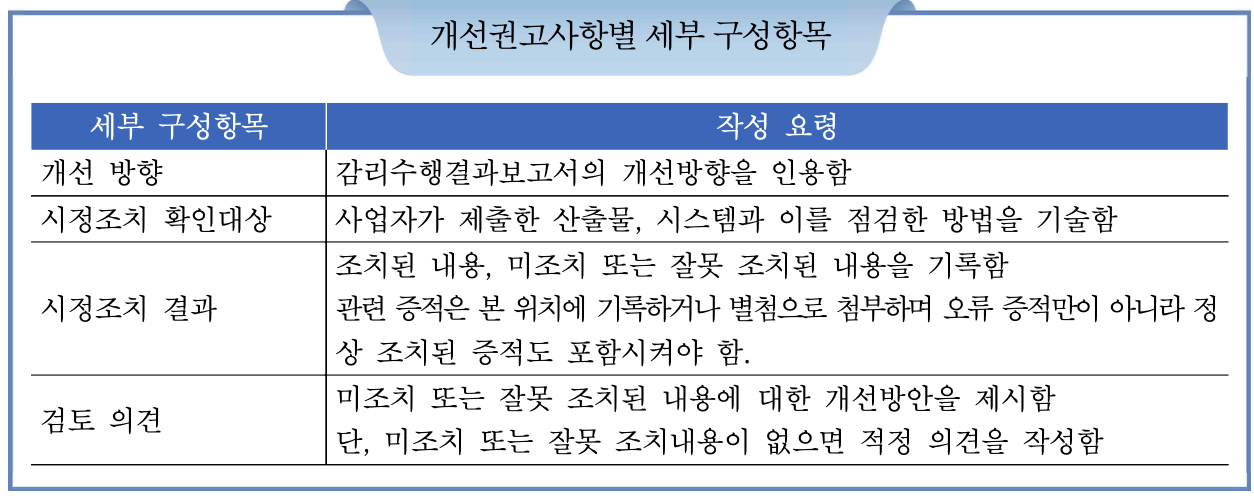 개선권고사항별 세부 구성항목
세부 구성항목 작성 요령
개선 방향 감리수행결과보고서의 개선방향을 인용함
시정조치 확인대상 사업자가 제출한 산출물, 시스템과 이를 점검한 방법을 기술함
시정조치 결과 조치된 내용, 미조치 또는 잘못 조치된 내용을 기록함
관련 증적은 본 위치에 기록하거나 별첨으로 첨부하며 오류 증적만이 아니라 정
상 조치된 증적도 포함시켜야 함.
검토 의견 미조치 또는 잘못 조치된 내용에 대한 개선방안을 제시함
단, 미조치 또는 잘못 조치내용이 없으면 적정 의견을 작성함